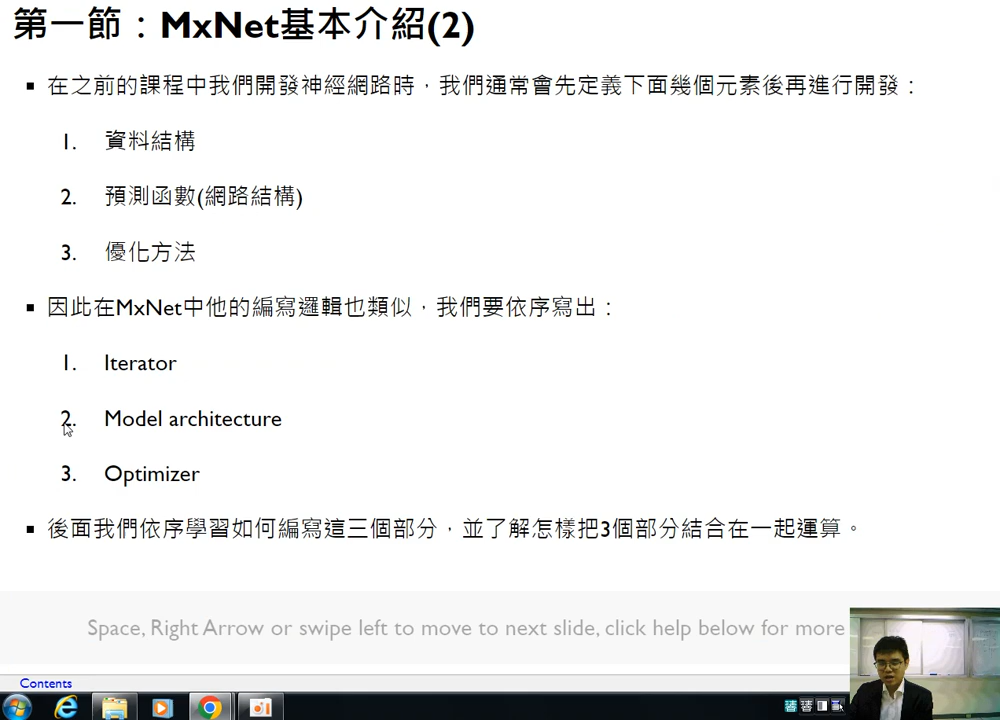 第一節：MxNet基本介紹(2)
▪ 在之前的課程中我們開發神經網路時，我們通常會先定義下面幾個元素後再進行開發：
1. 資料結構
2. 預測函數(網路結構)
3. 優化方法
▪ 因此在MxNet中他的編寫邏輯也類似，我們要依序寫出：
1. Iterator
2. Model architecture
3. Optimizer
▪ 後面我們依序學習如何編寫這三個部分，並了解怎樣把3個部分結合在一起運算。
Space, Right Arrow or swipe left to move to next slide, click help below for more
Contents